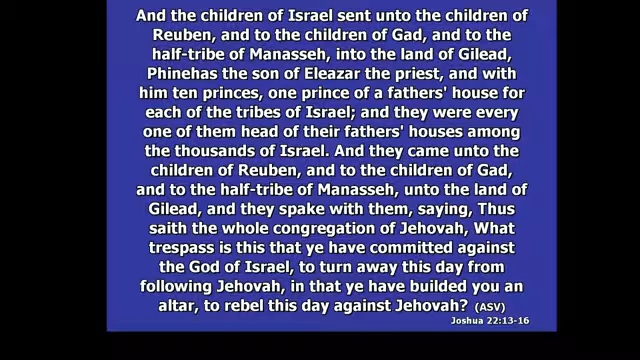 And the children of Israel sent unto the children of
Reuben, and to the children of Gad, and to the
half-tribe of Manasseh, into the land of Gilead,
Phinehas the son of Eleazar the priest, and with
him ten princes, one prince of a fathers' house for
each of the tribes of Israel; and they were every
one of them head of their fathers' houses among
the thousands of Israel. And they came unto the
children of Reuben, and to the children of Gad,
and to the half-tribe of Manasseh, unto the land of
Gilead, and they spake with them, saying, Thus
saith the whole congregation of Jehovah, What
trespass is this that ye have committed against
the God of Israel, to turn away this day from
following Jehovah, in that ye have builded you an
altar, to rebel this day against Jehovah? (ASV)
Joshua 22:13-16